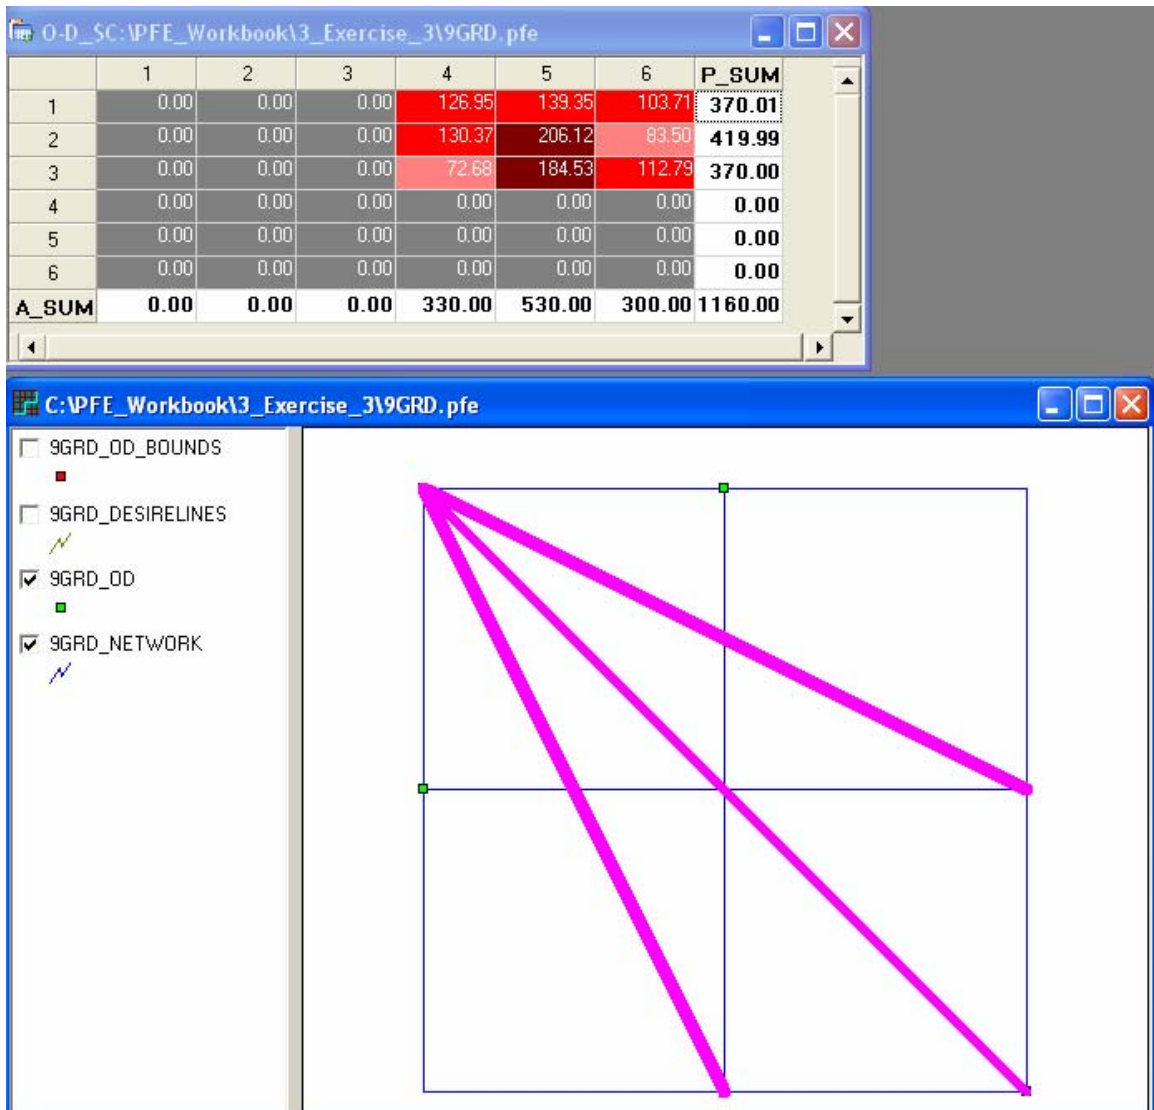 O-D_$C:\PFE_Workbook\3_Exercise_3\9GRD.pfe
1 2 3 4 5 6 P_SUM
1 0.00 0.00 0.00 126.95 139.35 103.71 370.01
2 0.00 0.00 0.00 130.37 206.12 83.50 419.99
3 0.00 0.00 0.00 72.68 184.53 112.79 370.00
4 0.00 0.00 0.00 0.00 0.00 0.00 0.00
5 0.00 0.00 0.00 0.00 0.00 0.00 0.00
6 0.00 0.00 0.00 0.00 0.00 0.00 0.00
A_SUM 0.00 0.00 0.00 330.00 530.00 300.00 1160.00
C:\PFE_Workbook\3_Exercise_3\9GRD.pfe
9GRD_OD_BOUNDS
9GRD_DESIRELINES
9GRD_OD
9GRD_NETWORK